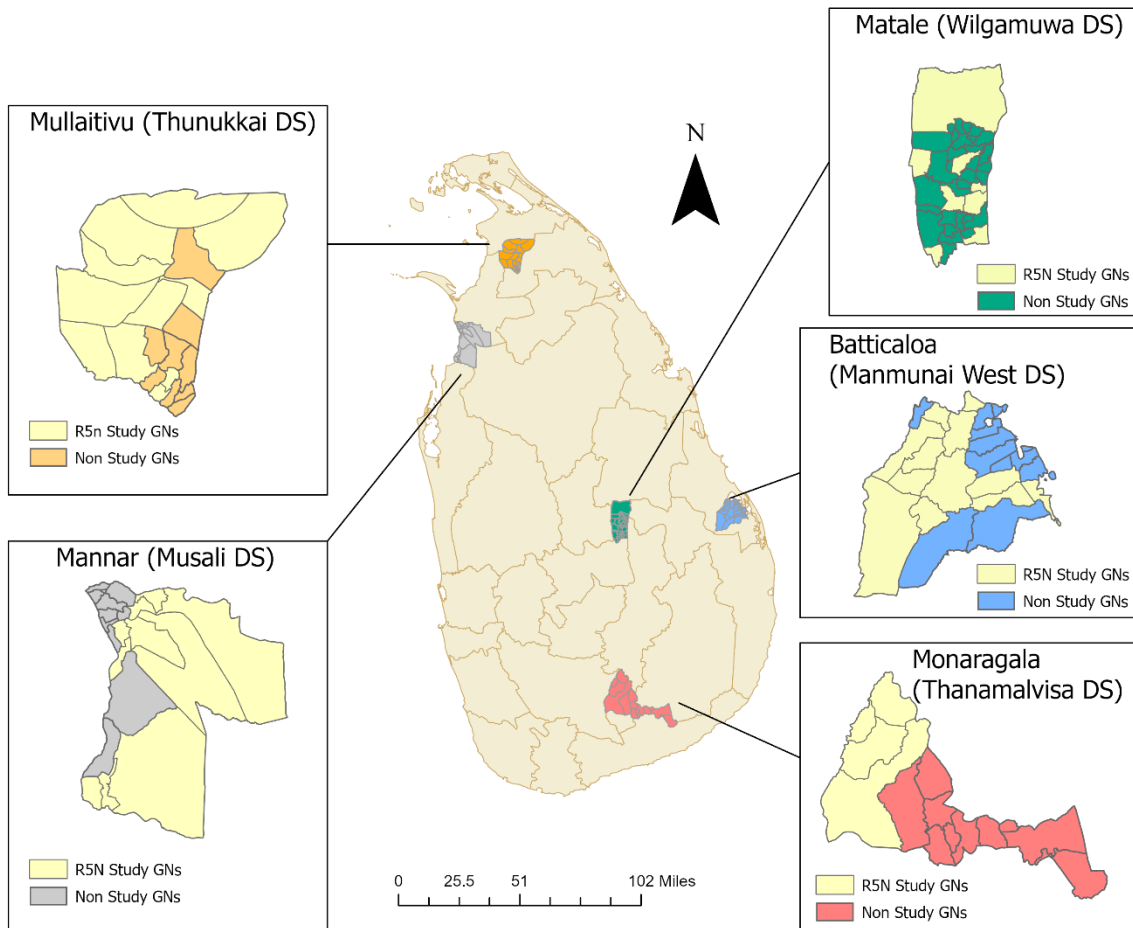 Matale (Wilgamuwa DS)
R5N Study GNs
Non Study GNs
Mullaitivu (Thunukkai DS)
R5n Study GNs
Non Study GNs
N
Batticaloa
(Manmunai West DS)
R5N Study GNs
Non Study GNs
Mannar (Musali DS)
R5N Study GNs
Non Study GNs
Monaragala
(Thanamalvisa DS)
R5N Study GNs
Non Study GNs
0 25.5 51 102 Miles